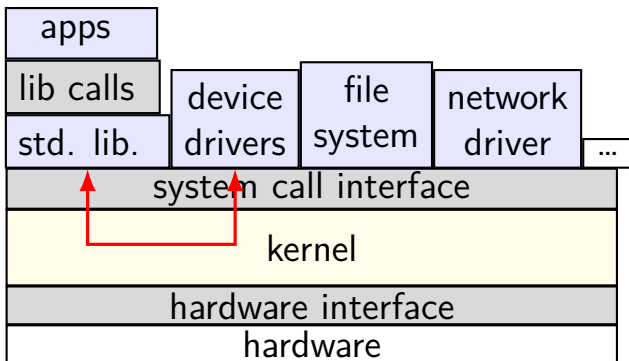 apps
lib calls
std. lib.
device
drivers
file
system
network
driver
...
system call interface
kernel
hardware interface
hardware